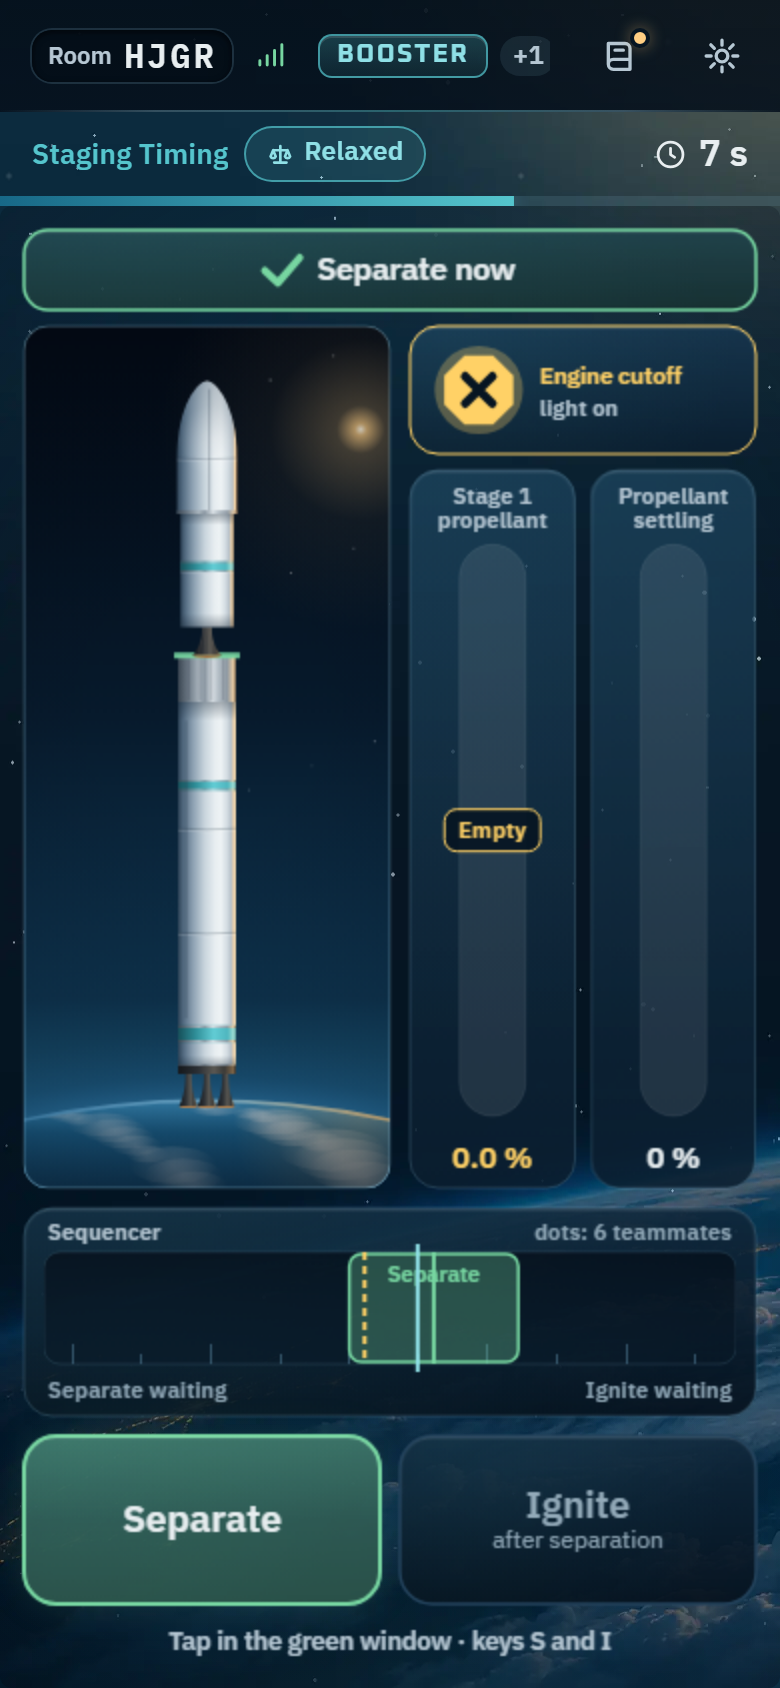 Room HJGR
BOOSTER
+1
Staging Timing
Relaxed
7 s
Separate now
Engine cutoff
light on
Stage 1
propellant
Propellant
settling
Empty
0.0 %
0 %
Sequencer
dots: 6 teammates
Separate
Separate waiting
Ignite waiting
Separate
Ignite
after separation
Tap in the green window · keys S and I